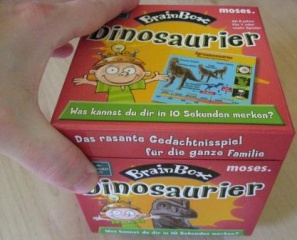 BrainBox
moses.
Dinosaurier
Was kannst du dir in 10 Sekunden merken?
Das rasante Gedächtnisspiel
für die ganze Familie
BrainBox
moses.
Dinosaurier
Was kannst du dir in 10 Sekunden merken?